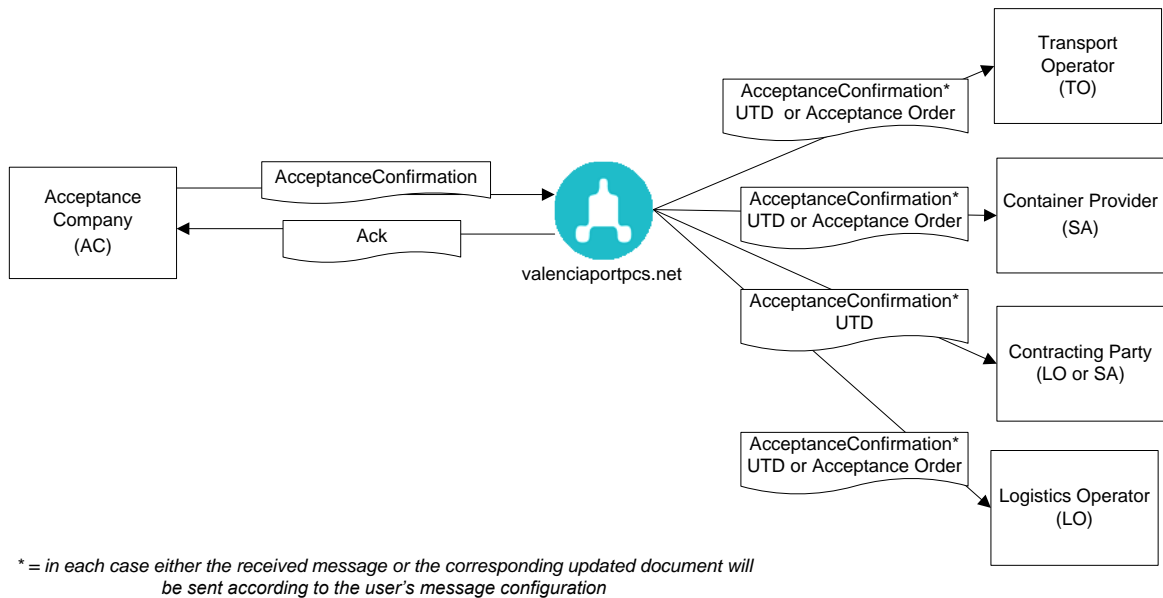 Transport
Operator
(TO)
AcceptanceConfirmation*
UTD  or Acceptance Order
AcceptanceConfirmation
Acceptance
Company
(AC)
Ack
valenciaportpcs.net
AcceptanceConfirmation*
UTD or Acceptance Order
Container Provider
(SA)
AcceptanceConfirmation*
UTD
Contracting Party
(LO or SA)
AcceptanceConfirmation*
UTD or Acceptance Order
Logistics Operator
(LO)
* = in each case either the received message or the corresponding updated document will
be sent according to the user’s message configuration